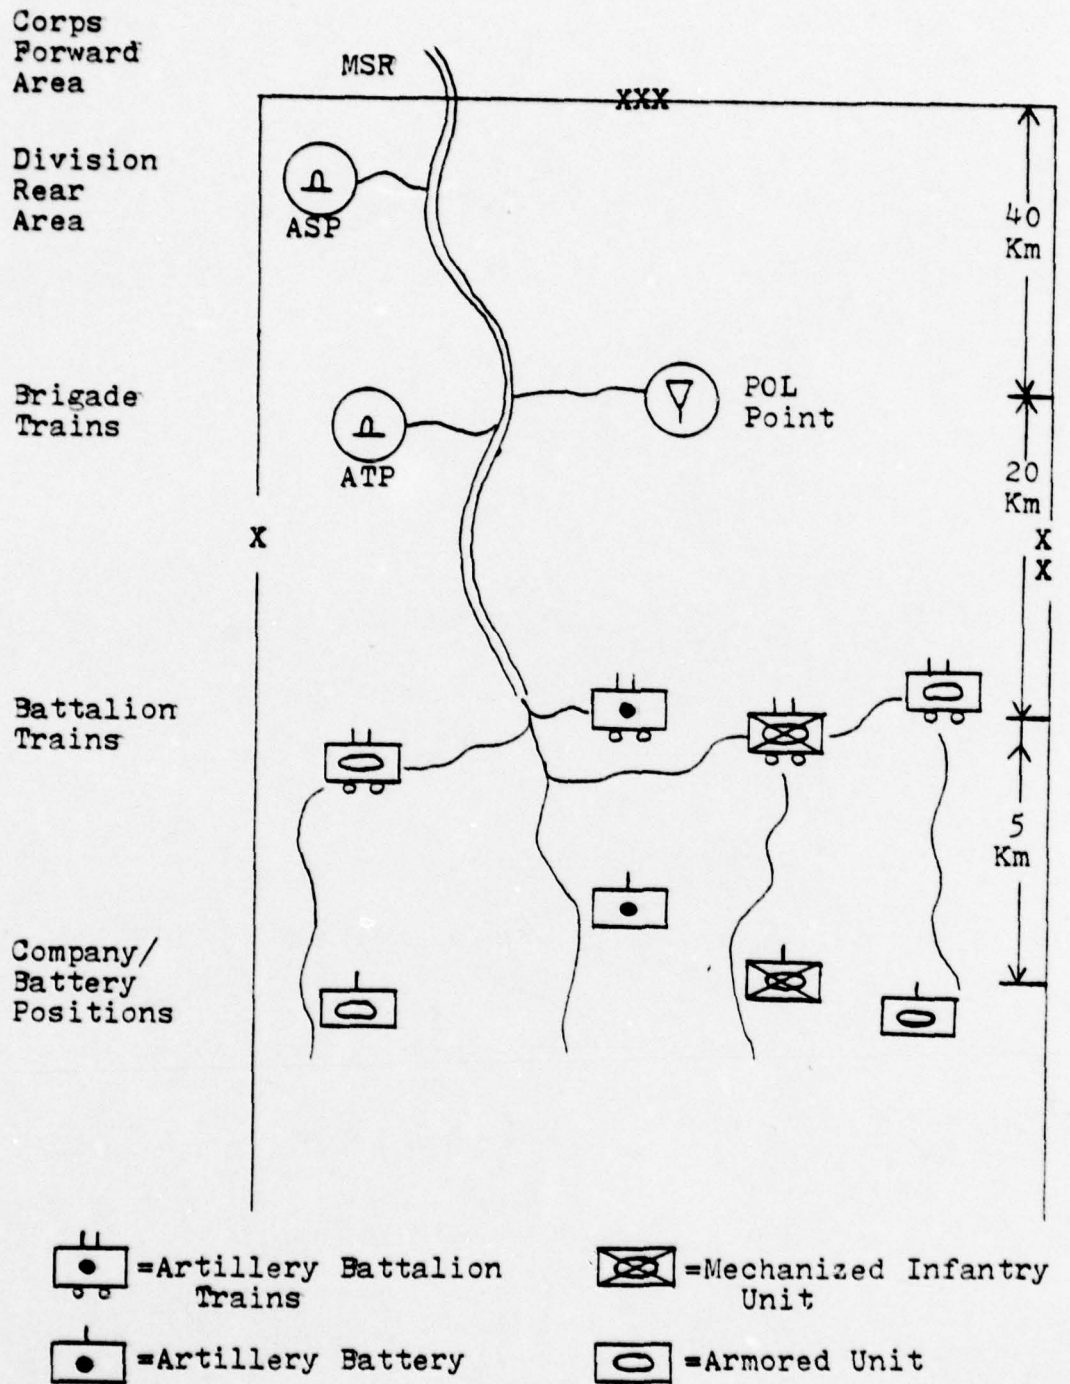 Corps
Forward
Area
MSR
XXX
Division
Rear
Area
ASP
40
Km
Brigade
Trains
ATP
POL
Point
20
Km
X
X
X
Battalion
Trains
5
Km
Company/
Battery
Positions
=Artillery Battalion
Trains
=Mechanized Infantry
Unit
=Artillery Battery
=Armored Unit